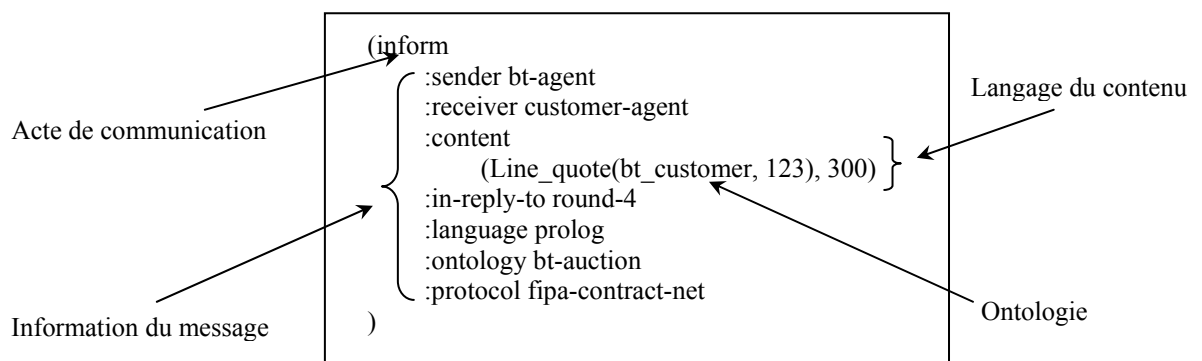 (inform
:sender bt-agent
:receiver customer-agent
:content
(Line_quote(bt_customer, 123), 300)
:in-reply-to round-4
:language prolog
:ontology bt-auction
:protocol fipa-contract-net
)
Acte de communication
Information du message
Langage du contenu
Ontologie